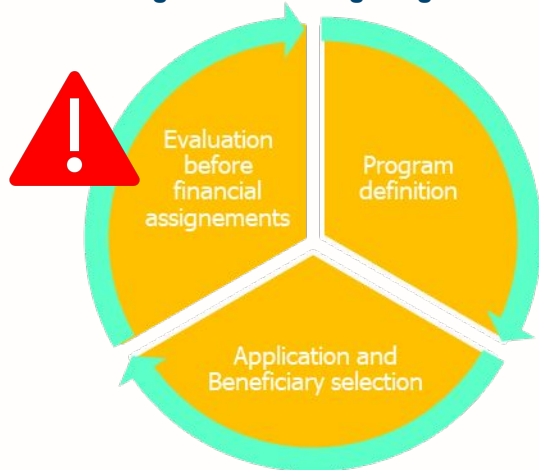 Evaluation
before
financial
assignements
Program
definition
Application and
Beneficiary selection